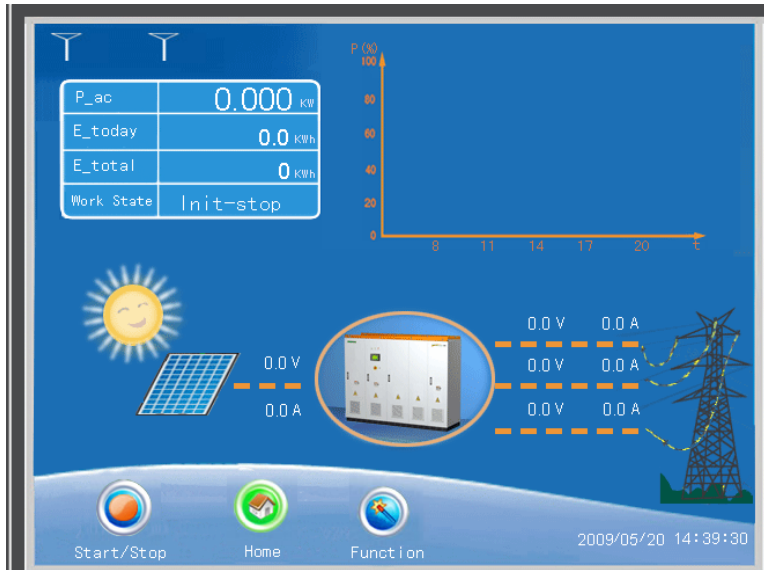 P(%)
100
P_ac 0.000 KW
80
E_today 0.0 KWh
60
E_total 0 KWh
40
Work State Init-stop
20
0
8 11 14 17 20 t
0.0 V 0.0 A
0.0 V
0.0 V 0.0 A
0.0 A
0.0 V 0.0 A
Start/Stop Home Function
2009/05/20 14:39:30